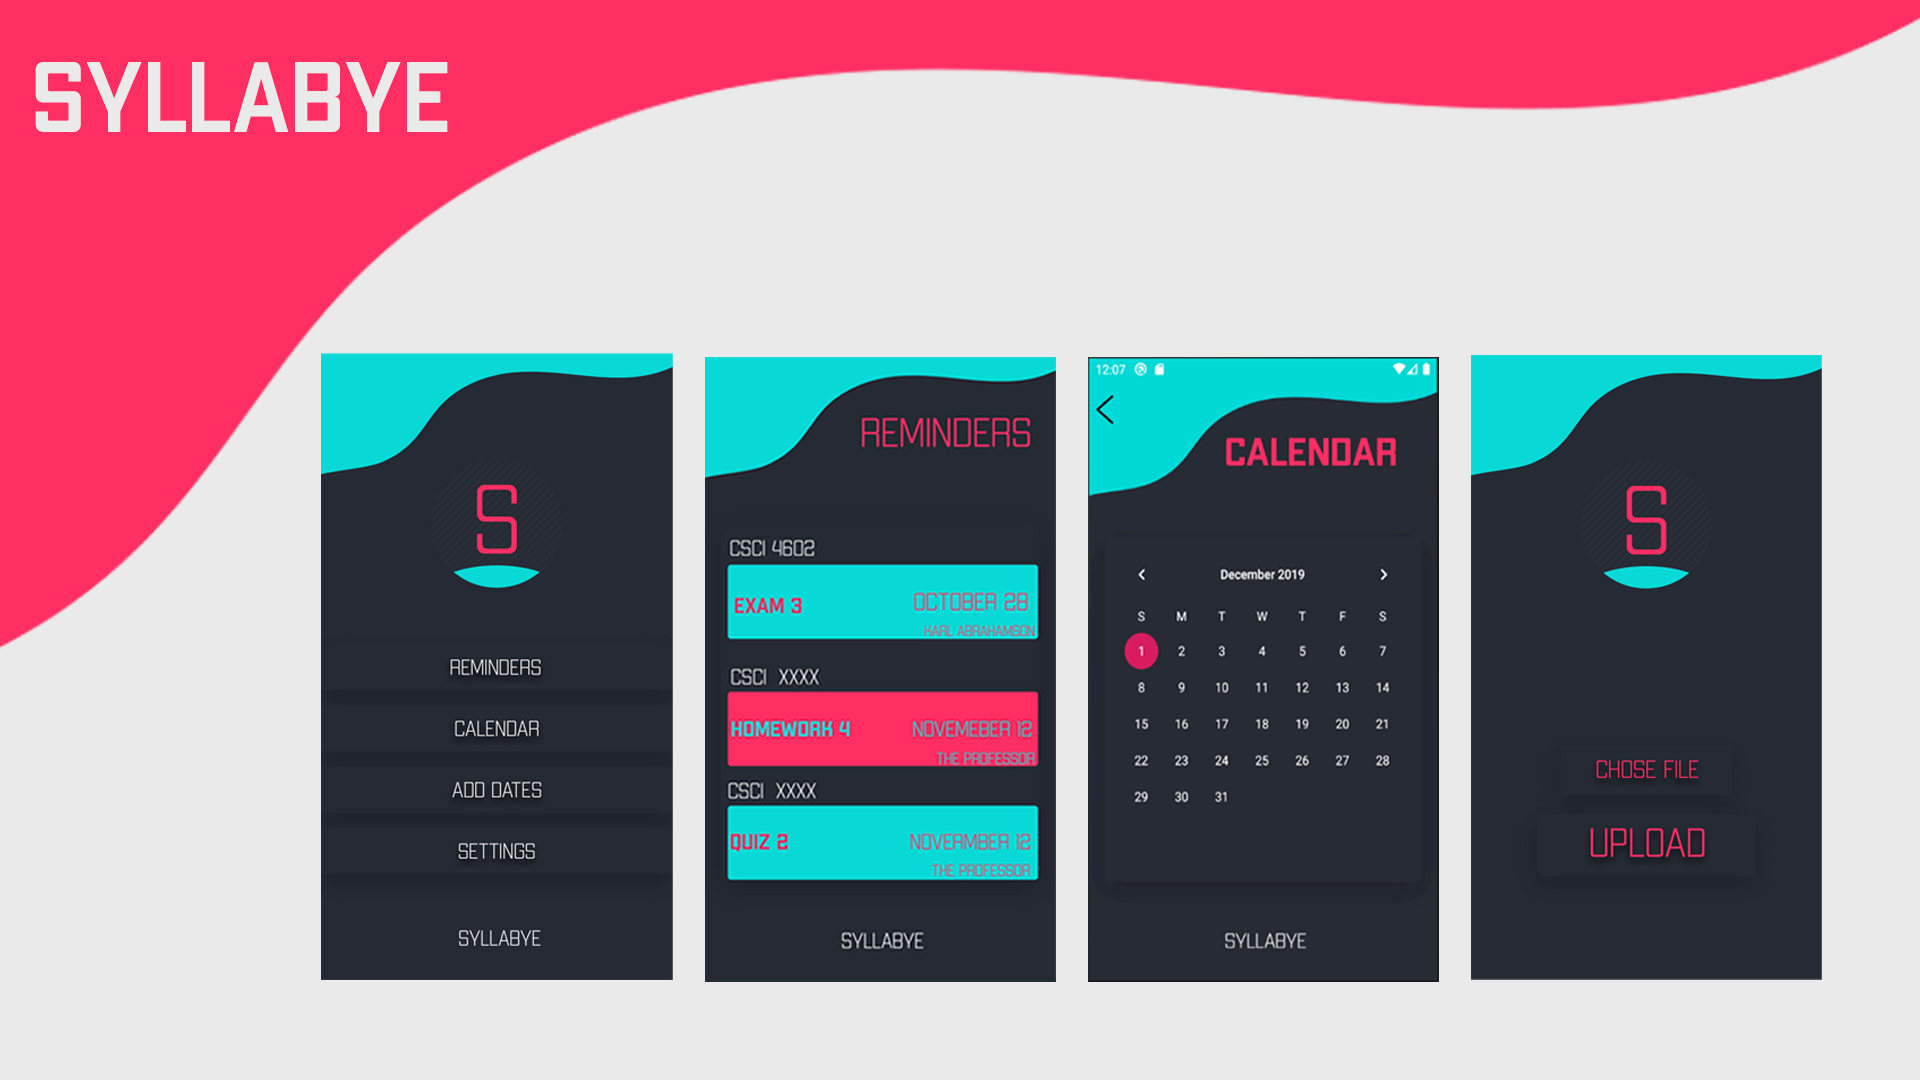 SYLLABYE
S
REMINDERS
CALENDAR
ADD DATES
SETTINGS
SYLLABYE
REMINDERS
CSCI 4602
EXAM 3 OCTOBER 28
KARL ABRAHAMSON
CSCI XXXX
HOMEWORK 4 NOVEMEBER 12
THE PROFESSOR
CSCI XXXX
QUIZ 2 NOVERMBER 12
THE PROFESSOR
SYLLABYE
12:07
CALENDAR
December 2019
S M T W T F S
1 2 3 4 5 6 7
8 9 10 11 12 13 14
15 16 17 18 19 20 21
22 23 24 25 26 27 28
29 30 31
SYLLABYE
S
CHOSE FILE
UPLOAD